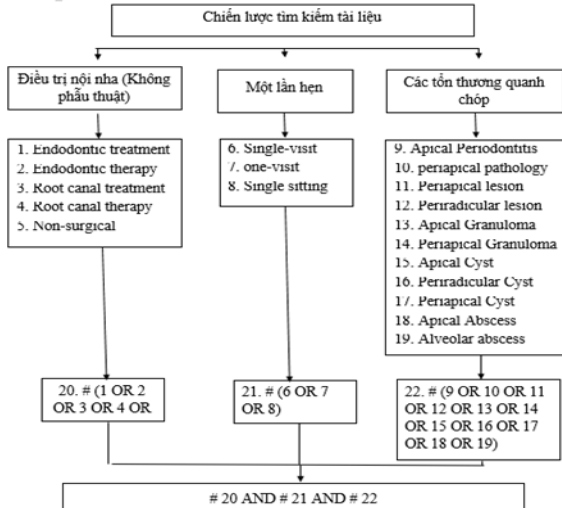 Chiến lược tìm kiếm tài liệu
Điều trị nội nha (Không
phẫu thuật)
Một lần hẹn
Các tổn thương quanh
chóp
1. Endodontic treatment
2. Endodontic therapy
3. Root canal treatment
4. Root canal therapy
5. Non-surgical
6. Single-visit
7. one-visit
8. Single sitting
9. Apical Periodontitis
10. periapical pathology
11. Periapical lesion
12. Periradicular lesion
13. Apical Granuloma
14. Periapical Granuloma
15. Apical Cyst
16. Periradicular Cyst
17. Periapical Cyst
18. Apical Abscess
19. Alveolar abscess
20. # (1 OR 2
OR 3 OR 4 OR
21. # (6 OR 7
OR 8)
22. # (9 OR 10 OR 11
OR 12 OR 13 OR 14
OR 15 OR 16 OR 17
OR 18 OR 19)
# 20 AND # 21 AND # 22